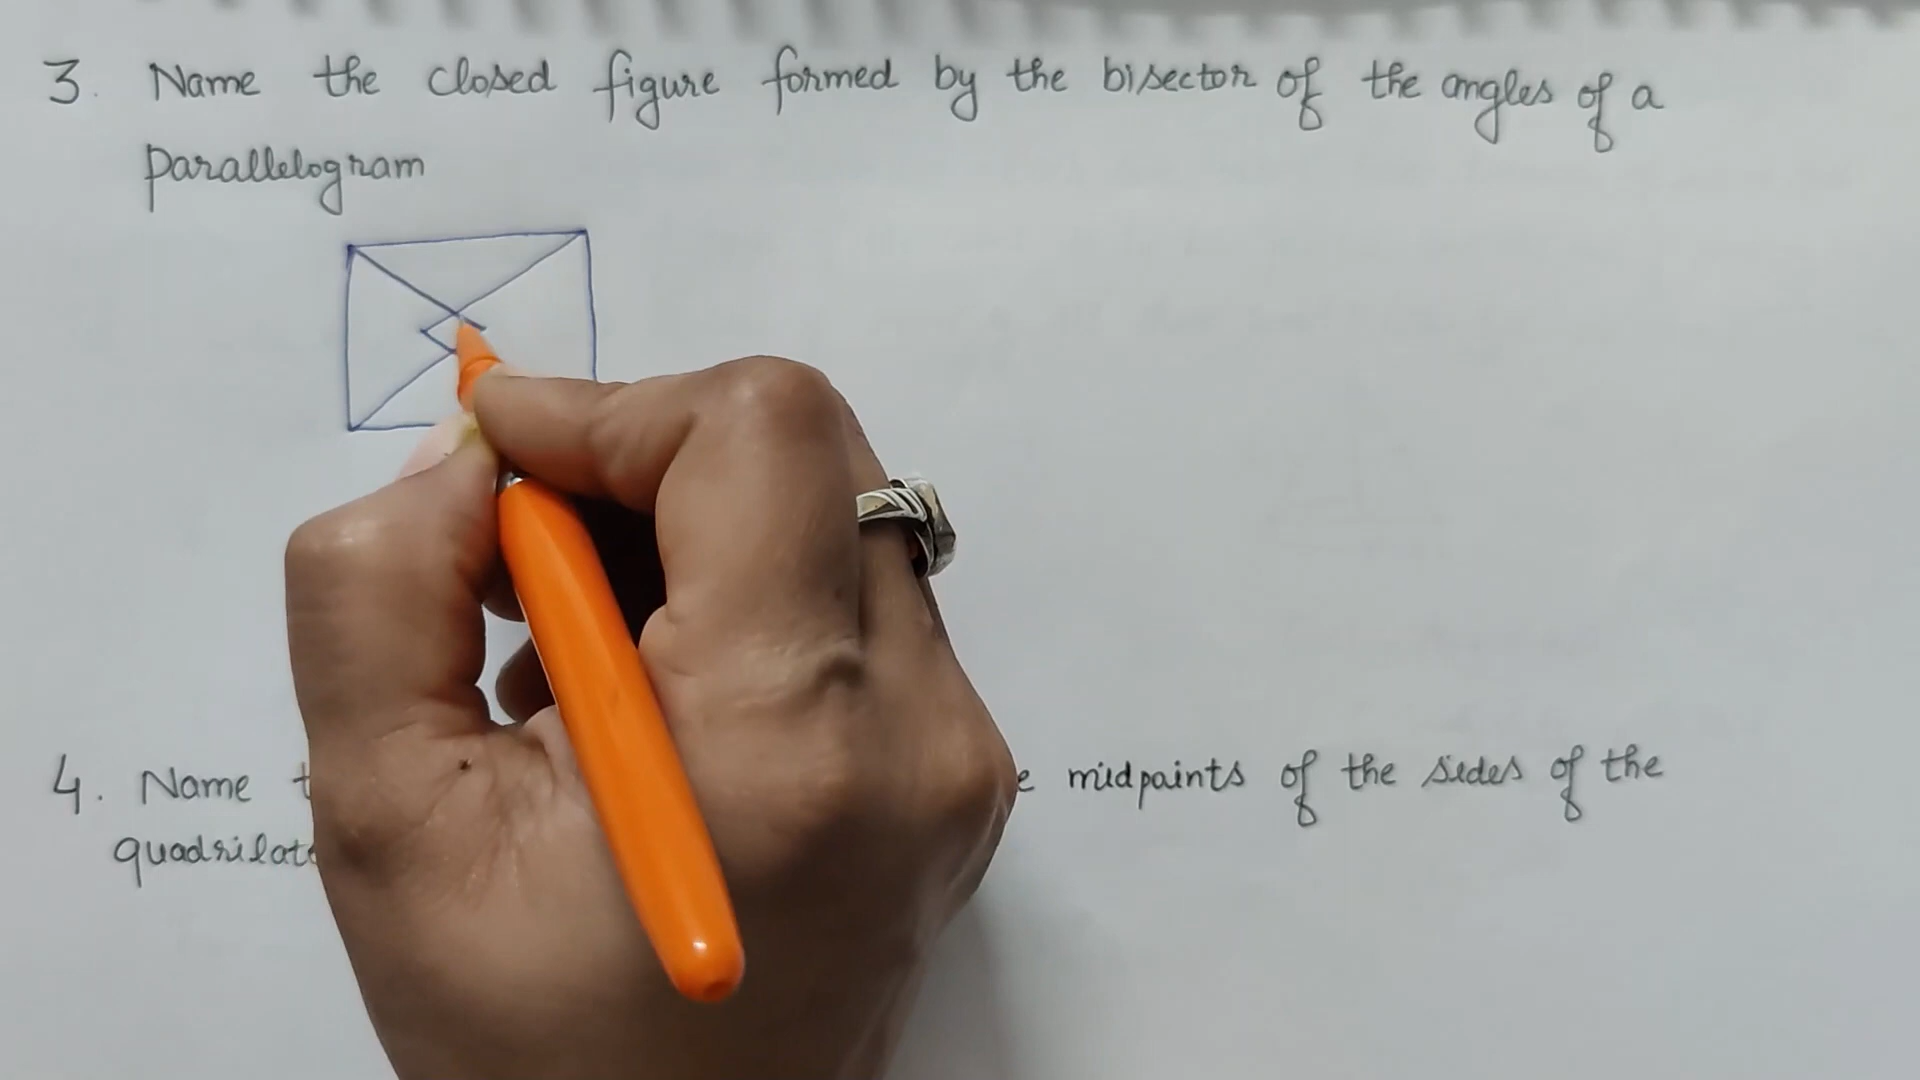 3. Name the closed figure formed by the bisector of the angles of a
parallelogram
4. Name midpaints of the sides of the